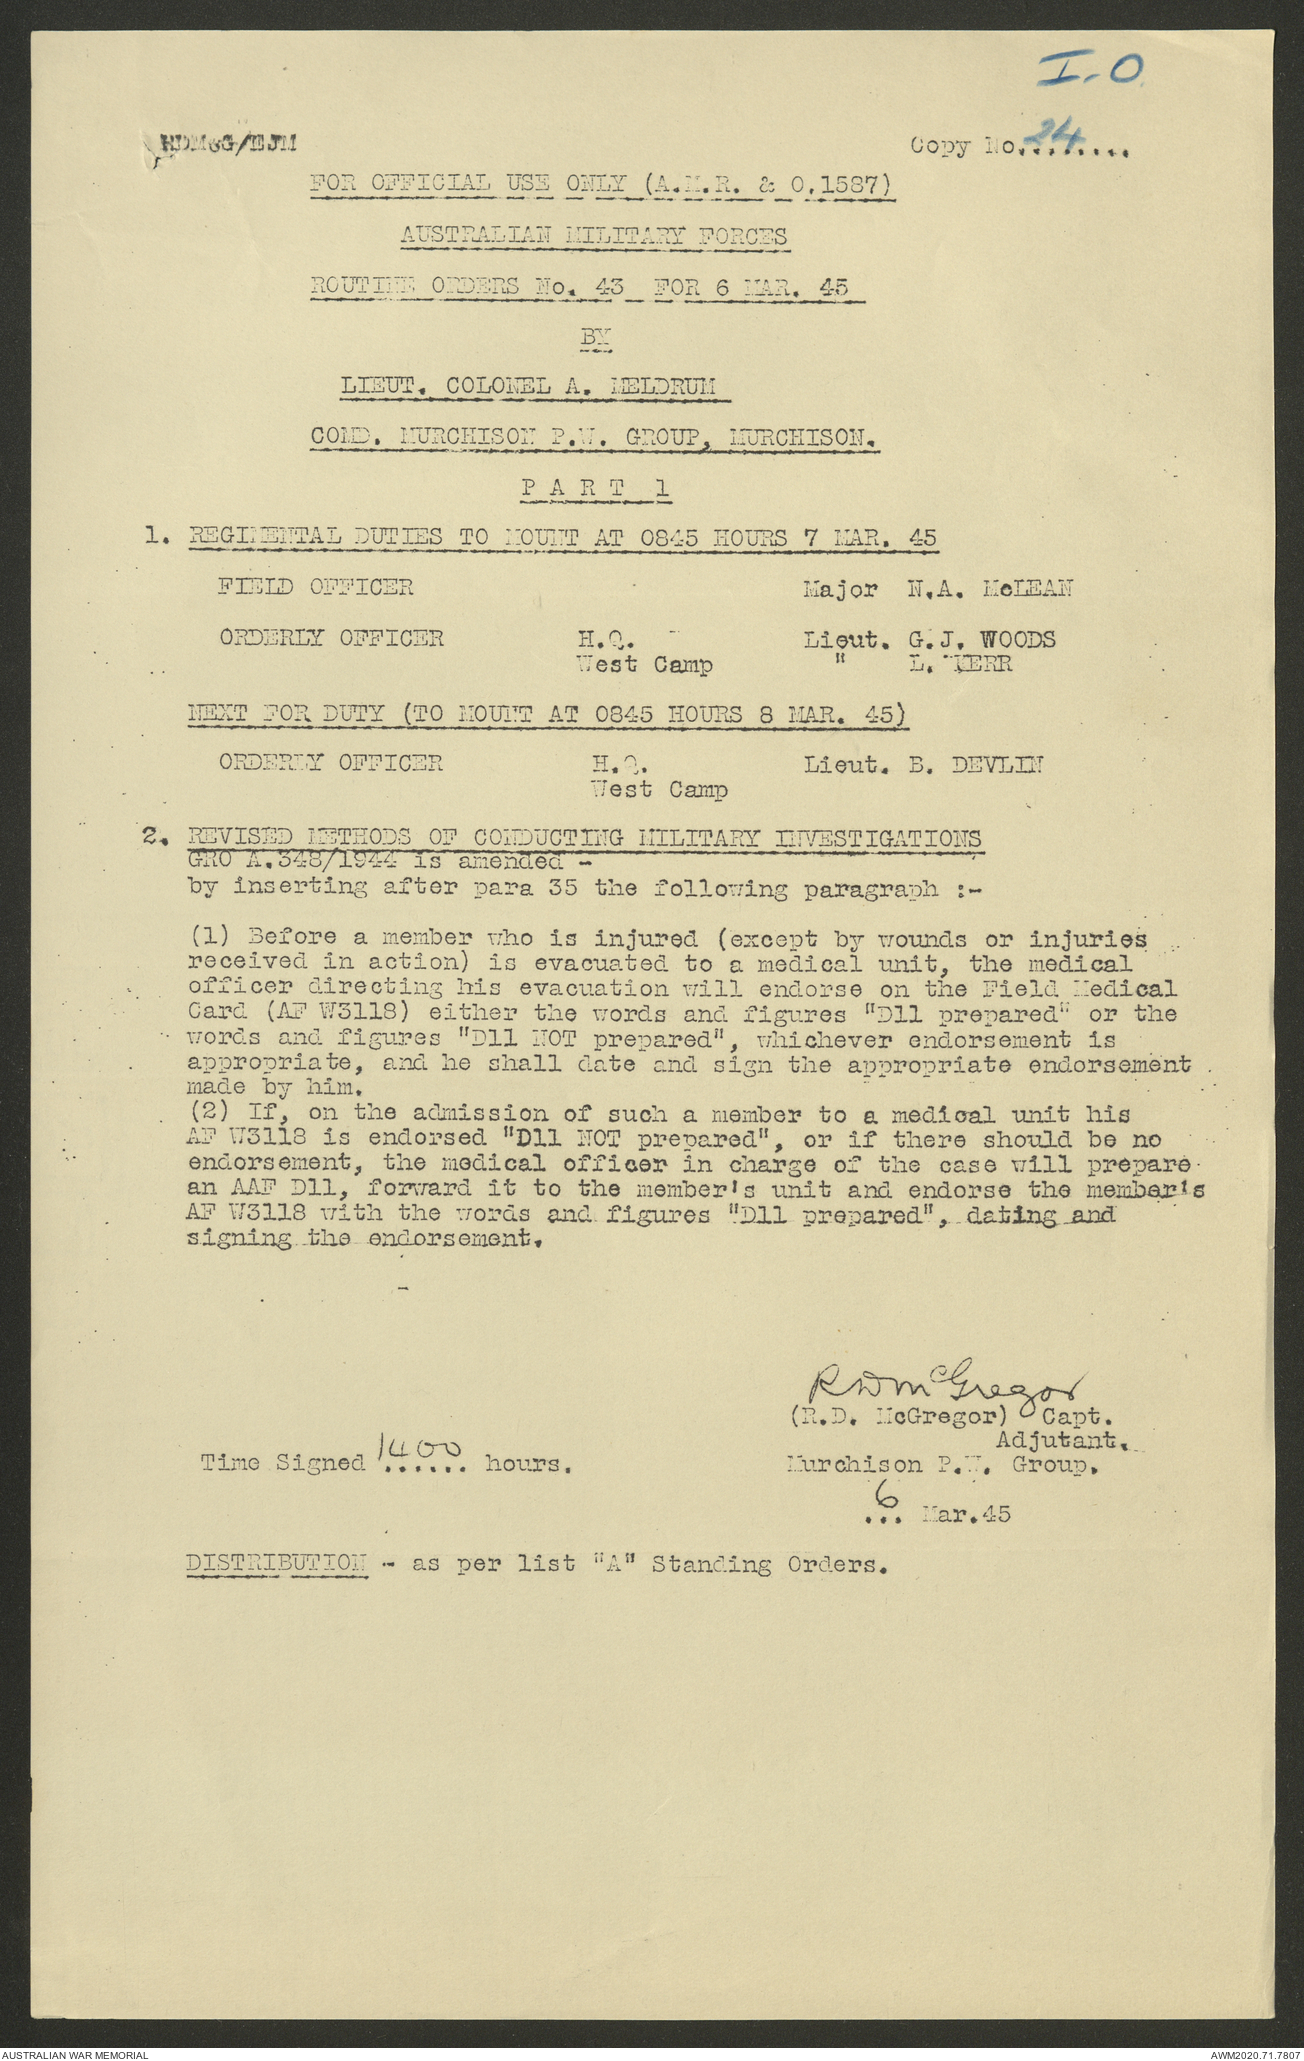 I.O
RDMcG/EJM
Copy No.24........
FOR OFFICIAL USE ONLY (A.M.R. & O.1587)
AUSTRALIAN MILITARY FORCES
ROUTINE ORDERS No. 43 FOR 6 MAR. 45
BY
LIEUT. COLONEL A. MELDRUM
COMD. MURCHISON P.W. GROUP, MURCHISON.
P A R T 1
1. REGIMENTAL DUTIES TO MOUNT AT 0845 HOURS 7 MAR. 45
FIELD OFFICER Major N.A. McLEAN
ORDERLY OFFICER H.Q. Lieut. G.J. WOODS
West Camp " L. KERR
NEXT FOR DUTY (TO MOUNT AT 0845 HOURS 8 MAR. 45)
ORDERLY OFFICER H.Q. Lieut. B. DEVLIN
West Camp
2. REVISED METHODS OF CONDUCTING MILITARY INVESTIGATIONS
GRO A.348/1944 is amended -
by inserting after para 35 the following paragraph :-
(1) Before a member who is injured (except by wounds or injuries
received in action) is evacuated to a medical unit, the medical
officer directing his evacuation will endorse on the Field Medical
Card (AF W3118) either the words and figures "D11 prepared" or the
words and figures "D11 NOT prepared", whichever endorsement is
appropriate, and he shall date and sign the appropriate endorsement
made by him.
(2) If, on the admission of such a member to a medical unit his
AF W3118 is endorsed "D11 NOT prepared", or if there should be no
endorsement, the medical officer in charge of the case will prepare
an AAF D11, forward it to the member's unit and endorse the member's
AF W3118 with the words and figures "D11 prepared", dating and
signing the endorsement.
RDMcGregor
(R.D. McGregor) Capt.
Adjutant.
Time Signed 1400 ...... hours. Murchison P.W. Group.
6 ... Mar.45
DISTRIBUTION - as per list "A" Standing Orders.
AUSTRALIAN WAR MEMORIAL AWM2020.71.7807